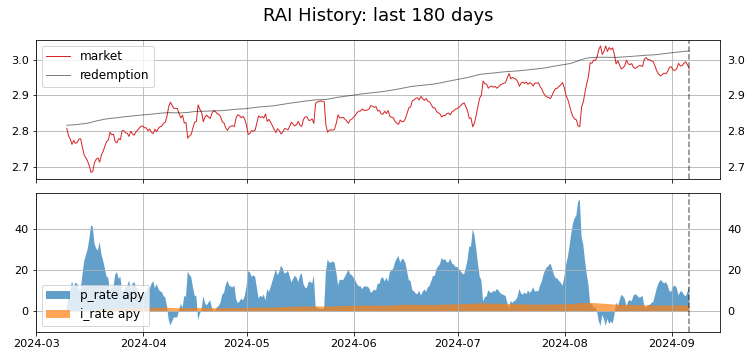 RAI History: last 180 days
market
redemption
3.0
2.9
2.8
2.7
3.0
2.9
2.8
2.7
40
20
0
40
20
0
p_rate apy
i_rate apy
2024-03 2024-04 2024-05 2024-06 2024-07 2024-08 2024-09